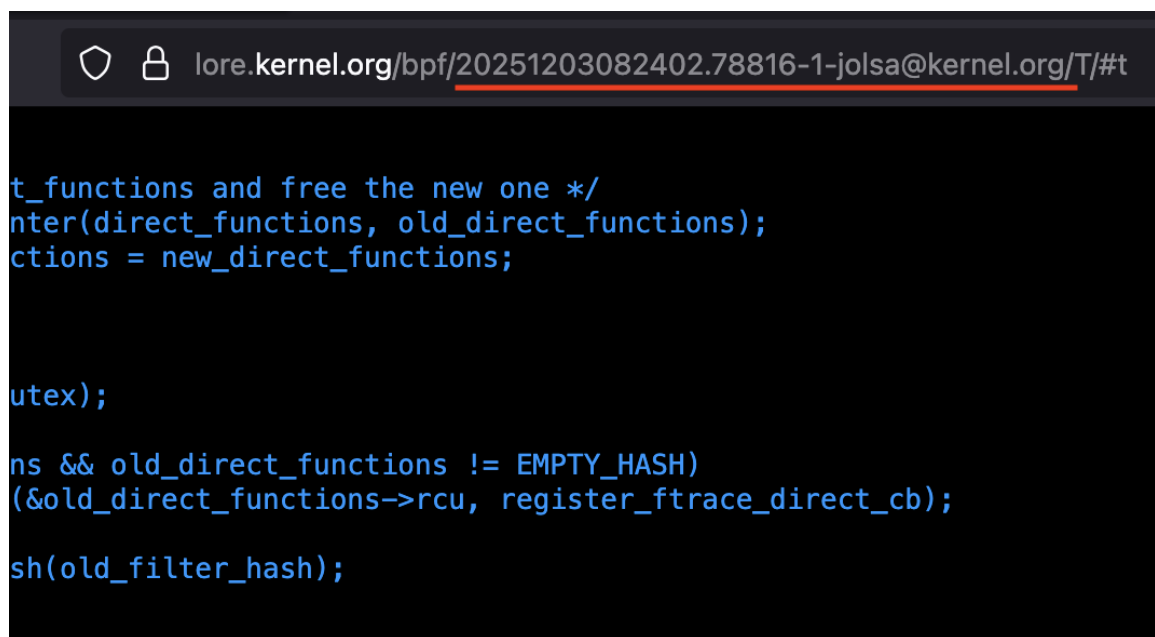 lore.kernel.org/bpf/20251203082402.78816-1-jolsa@kernel.org/T/#t
t_functions and free the new one */
nter(direct_functions, old_direct_functions);
ctions = new_direct_functions;
utex);
ns && old_direct_functions != EMPTY_HASH)
(&old_direct_functions->rcu, register_ftrace_direct_cb);
sh(old_filter_hash);